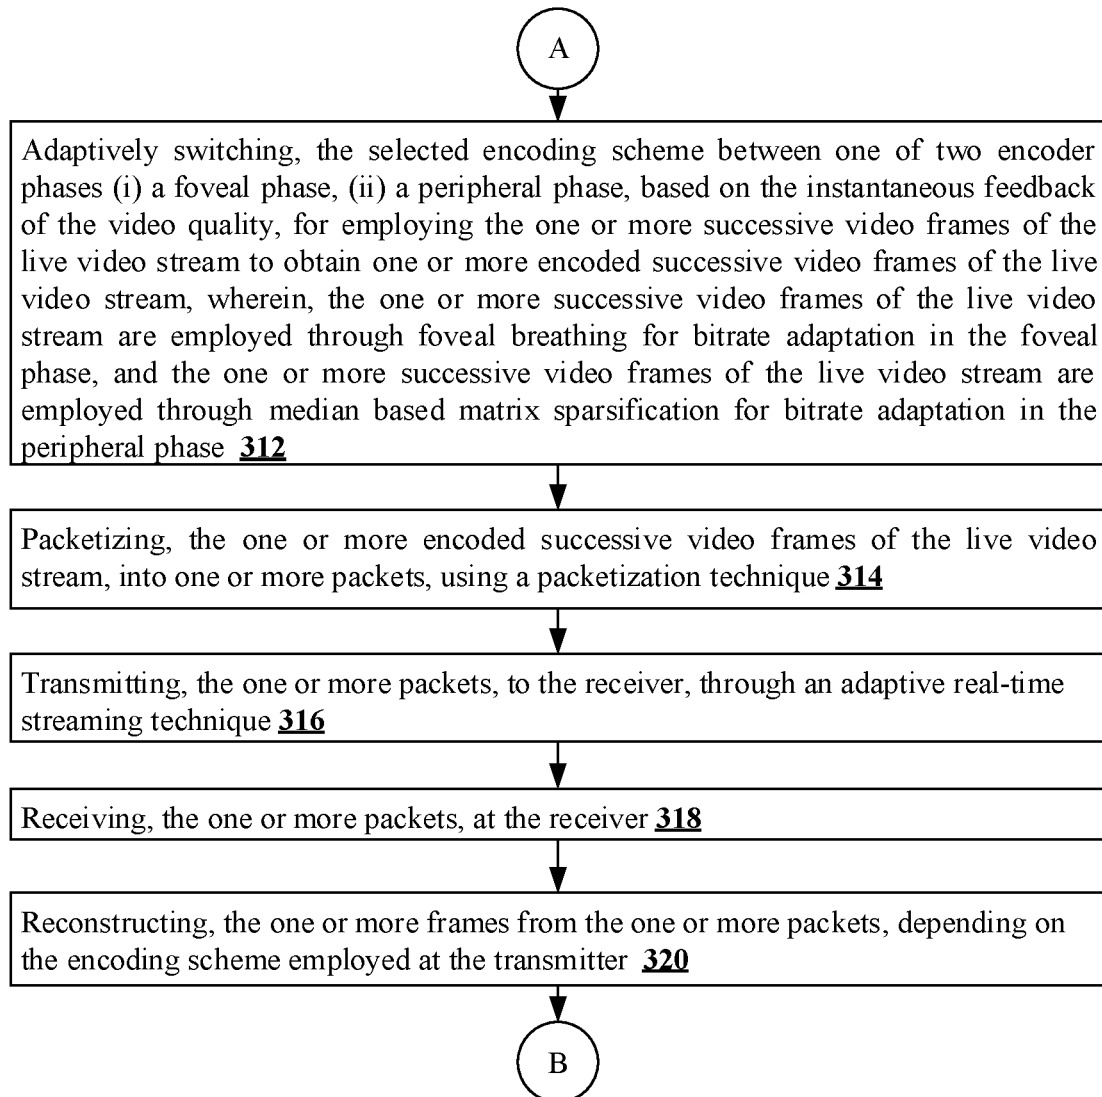 A
Adaptively switching, the selected encoding scheme between one of two encoder
phases (i) a foveal phase, (ii) a peripheral phase, based on the instantaneous feedback
of the video quality, for employing the one or more successive video frames of the
live video stream to obtain one or more encoded successive video frames of the live
video stream, wherein, the one or more successive video frames of the live video
stream are employed through foveal breathing for bitrate adaptation in the foveal
phase, and the one or more successive video frames of the live video stream are
employed through median based matrix sparsification for bitrate adaptation in the
peripheral phase 312
Packetizing, the one or more encoded successive video frames of the live video
stream, into one or more packets, using a packetization technique 314
Transmitting, the one or more packets, to the receiver, through an adaptive real-time
streaming technique 316
Receiving, the one or more packets, at the receiver 318
Reconstructing, the one or more frames from the one or more packets, depending on
the encoding scheme employed at the transmitter 320
B